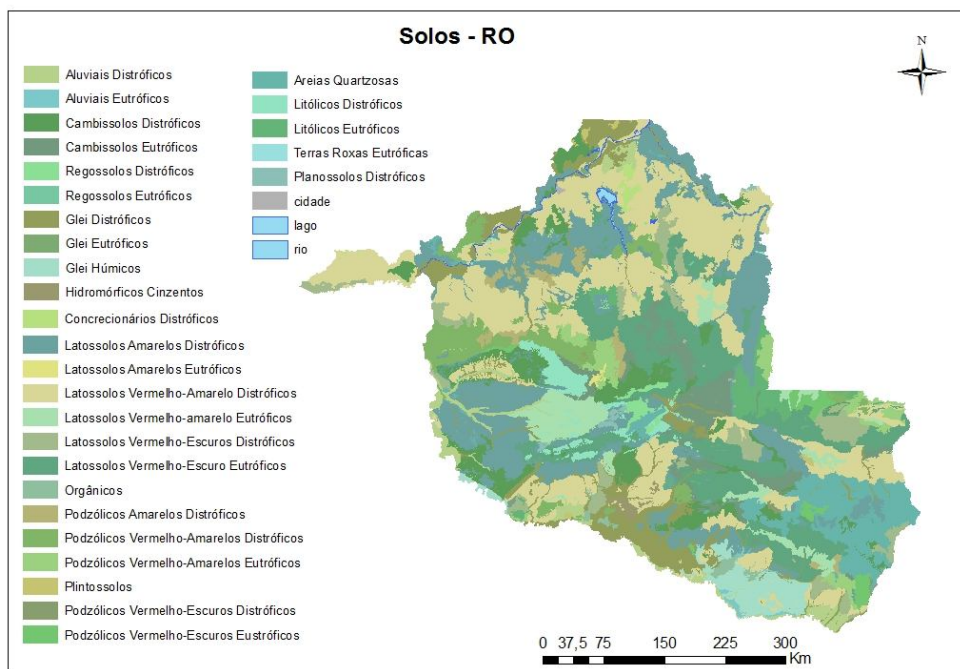 Solos - RO
N
Aluviais Distróficos
Aluviais Eutróficos
Cambissolos Distróficos
Cambissolos Eutróficos
Regossolos Distróficos
Regossolos Eutróficos
Glei Distróficos
Glei Eutróficos
Glei Húmicos
Hidromórficos Cinzentos
Concrecionários Distróficos
Latossolos Amarelos Distróficos
Latossolos Amarelos Eutróficos
Latossolos Vermelho-Amarelo Distróficos
Latossolos Vermelho-amarelo Eutróficos
Latossolos Vermelho-Escuros Distróficos
Latossolos Vermelho-Escuro Eutróficos
Orgânicos
Podzólicos Amarelos Distróficos
Podzólicos Vermelho-Amarelos Distróficos
Podzólicos Vermelho-Amarelos Eutróficos
Plintossolos
Podzólicos Vermelho-Escuros Distróficos
Podzólicos Vermelho-Escuros Eustróficos
Areias Quartzosas
Litólicos Distróficos
Litólicos Eutróficos
Terras Roxas Eutróficas
Planossolos Distróficos
cidade
lago
rio
0 37,5 75 150 225 300
Km